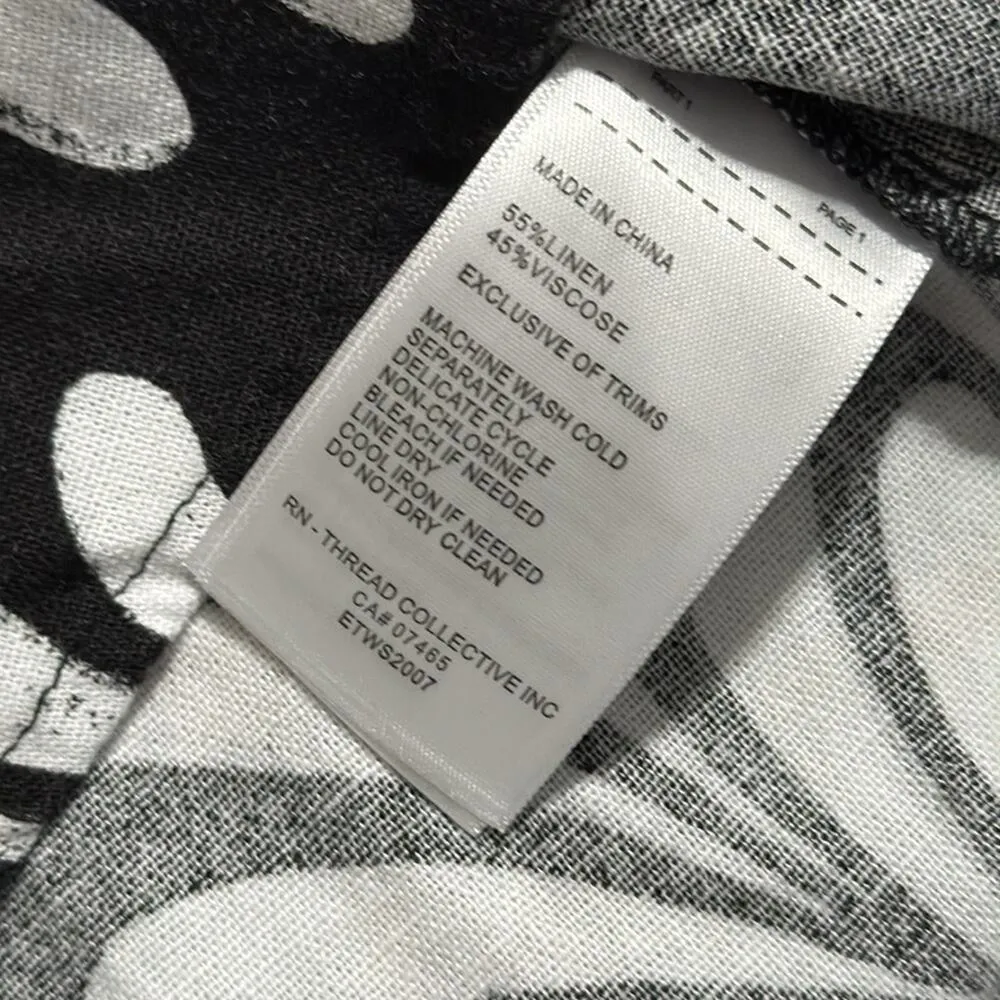 PART 1
PAGE 1
MADE IN CHINA
55%LINEN
45%VISCOSE
EXCLUSIVE OF TRIMS
MACHINE WASH COLD
SEPARATELY
DELICATE CYCLE
NON-CHLORINE
BLEACH IF NEEDED
LINE DRY
COOL IRON IF NEEDED
DO NOT DRY CLEAN
RN - THREAD COLLECTIVE INC
CA# 07465
ETWS2007